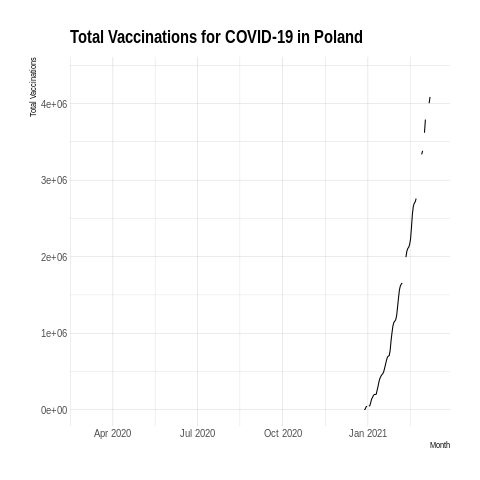 Total Vaccinations for COVID-19 in Poland
Total Vaccinations
4e+06
3e+06
2e+06
1e+06
0e+00
Apr 2020 Jul 2020 Oct 2020 Jan 2021
Month